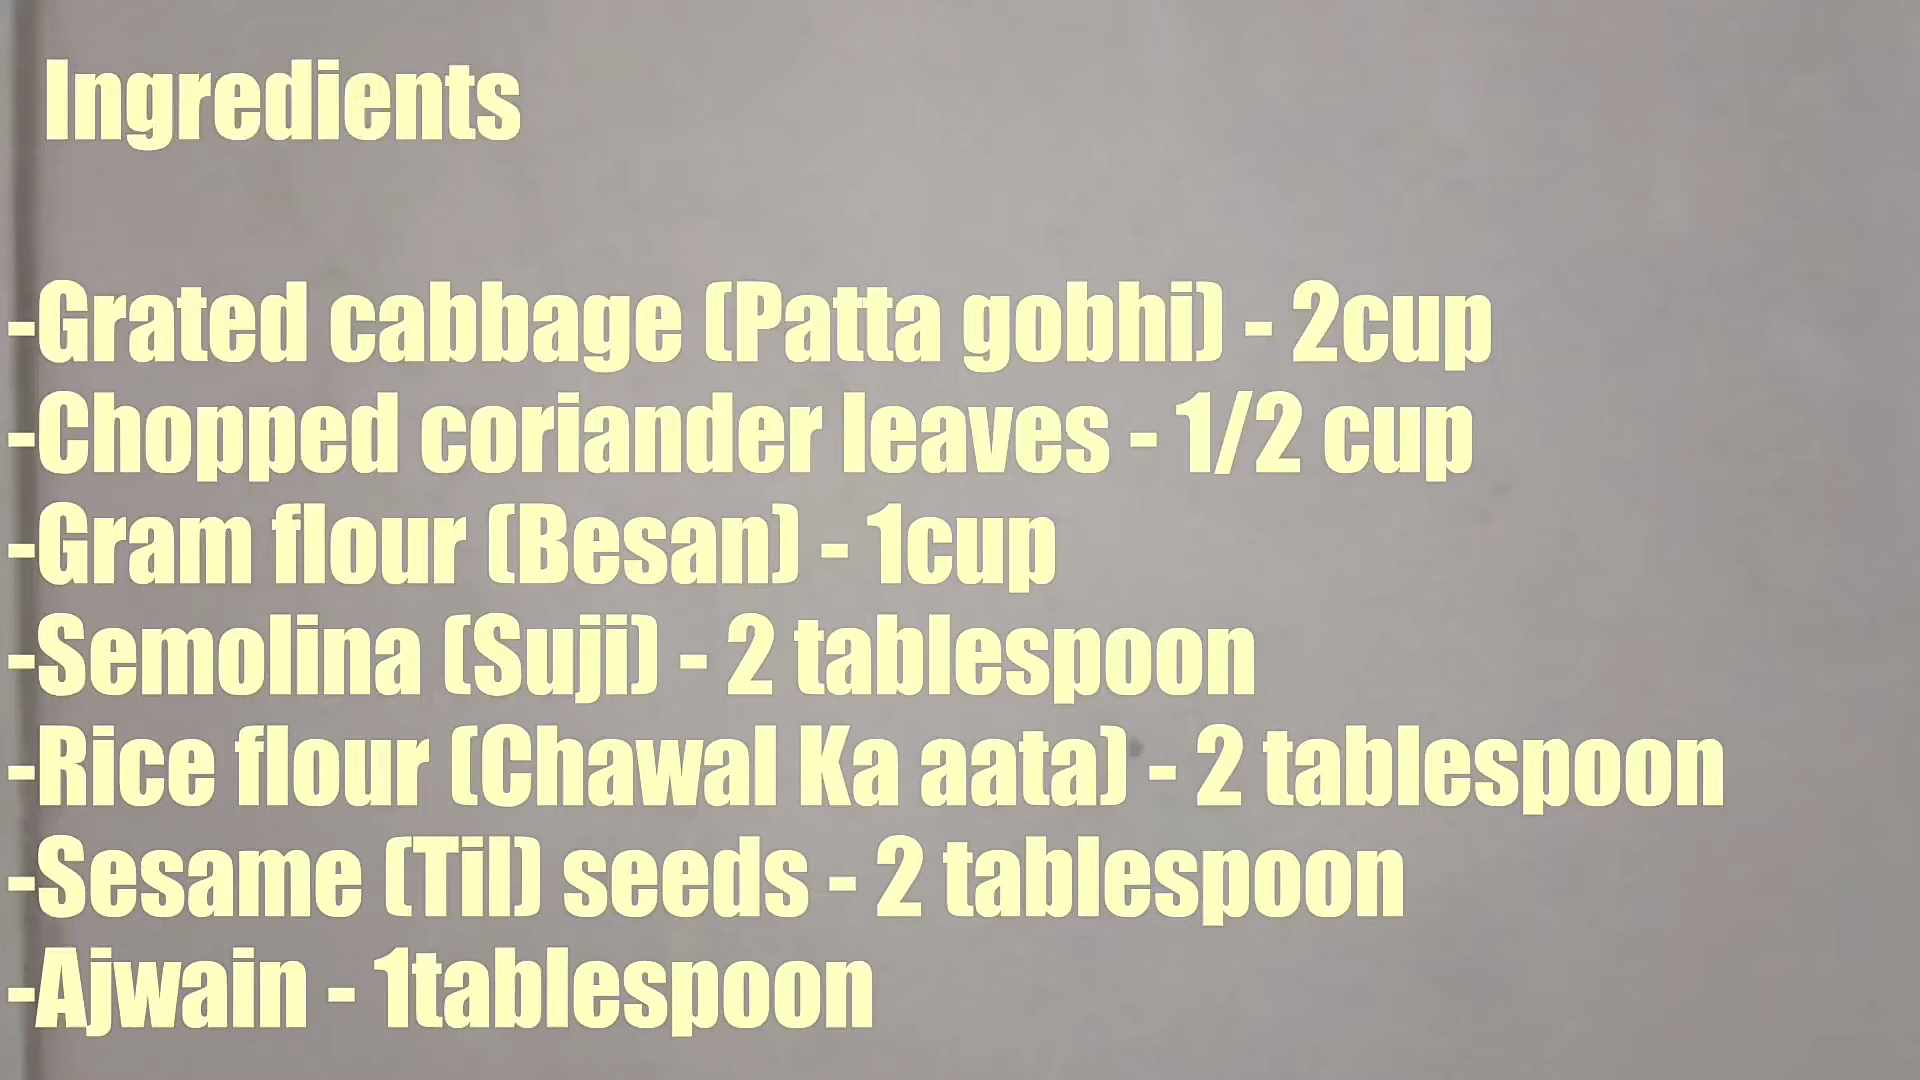 Ingredients
-Grated cabbage (Patta gobhi) - 2cup
-Chopped coriander leaves - 1/2 cup
-Gram flour (Besan) - 1cup
-Semolina (Suji) - 2 tablespoon
-Rice flour (Chawal Ka aata) - 2 tablespoon
-Sesame (Til) seeds - 2 tablespoon
-Ajwain - 1tablespoon